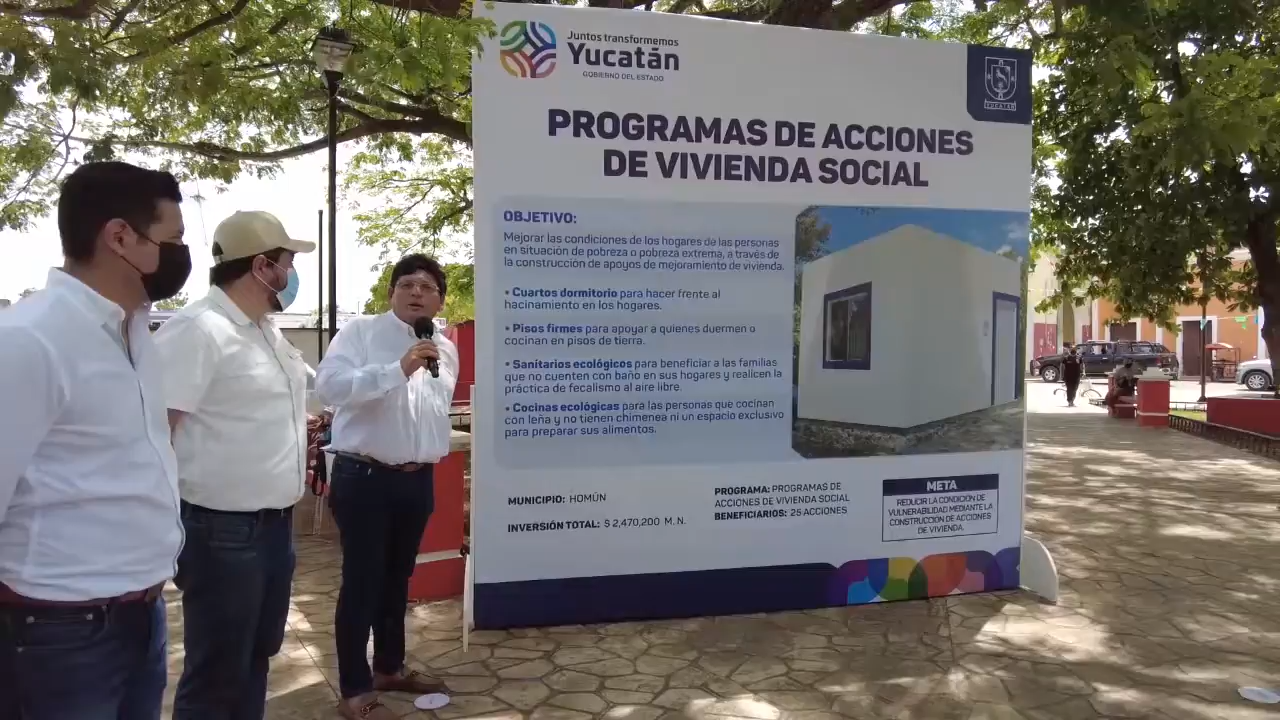 Juntos transformemos
Yucatán
GOBIERNO DEL ESTADO
YUCATÁN
PROGRAMAS DE ACCIONES
DE VIVIENDA SOCIAL
OBJETIVO:
Mejorar las condiciones de los hogares de las personas
en situación de pobreza o pobreza extrema, a través de
la construcción de apoyos de mejoramiento de vivienda.
• Cuartos dormitorio para hacer frente al
hacinamiento en los hogares.
• Pisos firmes para apoyar a quienes duermen o
cocinan en pisos de tierra.
• Sanitarios ecológicos para beneficiar a las familias
que no cuenten con baño en sus hogares y realicen la
práctica de fecalismo al aire libre.
• Cocinas ecológicas para las personas que cocinan
con leña y no tienen chimenea ni un espacio exclusivo
para preparar sus alimentos.
MUNICIPIO: HOMÚN
INVERSIÓN TOTAL: $ 2,470,200 M. N.
PROGRAMA: PROGRAMAS DE
ACCIONES DE VIVIENDA SOCIAL
BENEFICIARIOS: 25 ACCIONES
META
REDUCIR LA CONDICIÓN DE
VULNERABILIDAD MEDIANTE LA
CONSTRUCCIÓN DE ACCIONES
DE VIVIENDA.